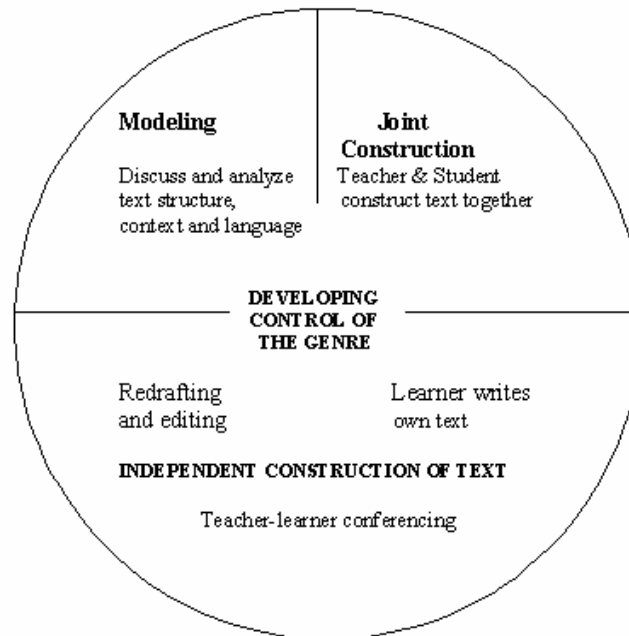 Modeling
Discuss and analyze
text structure,
context and language
Joint
Construction
Teacher & Student
construct text together
DEVELOPING
CONTROL OF
THE GENRE
Redrafting
and editing
Learner writes
own text
INDEPENDENT CONSTRUCTION OF TEXT
Teacher-learner conferencing